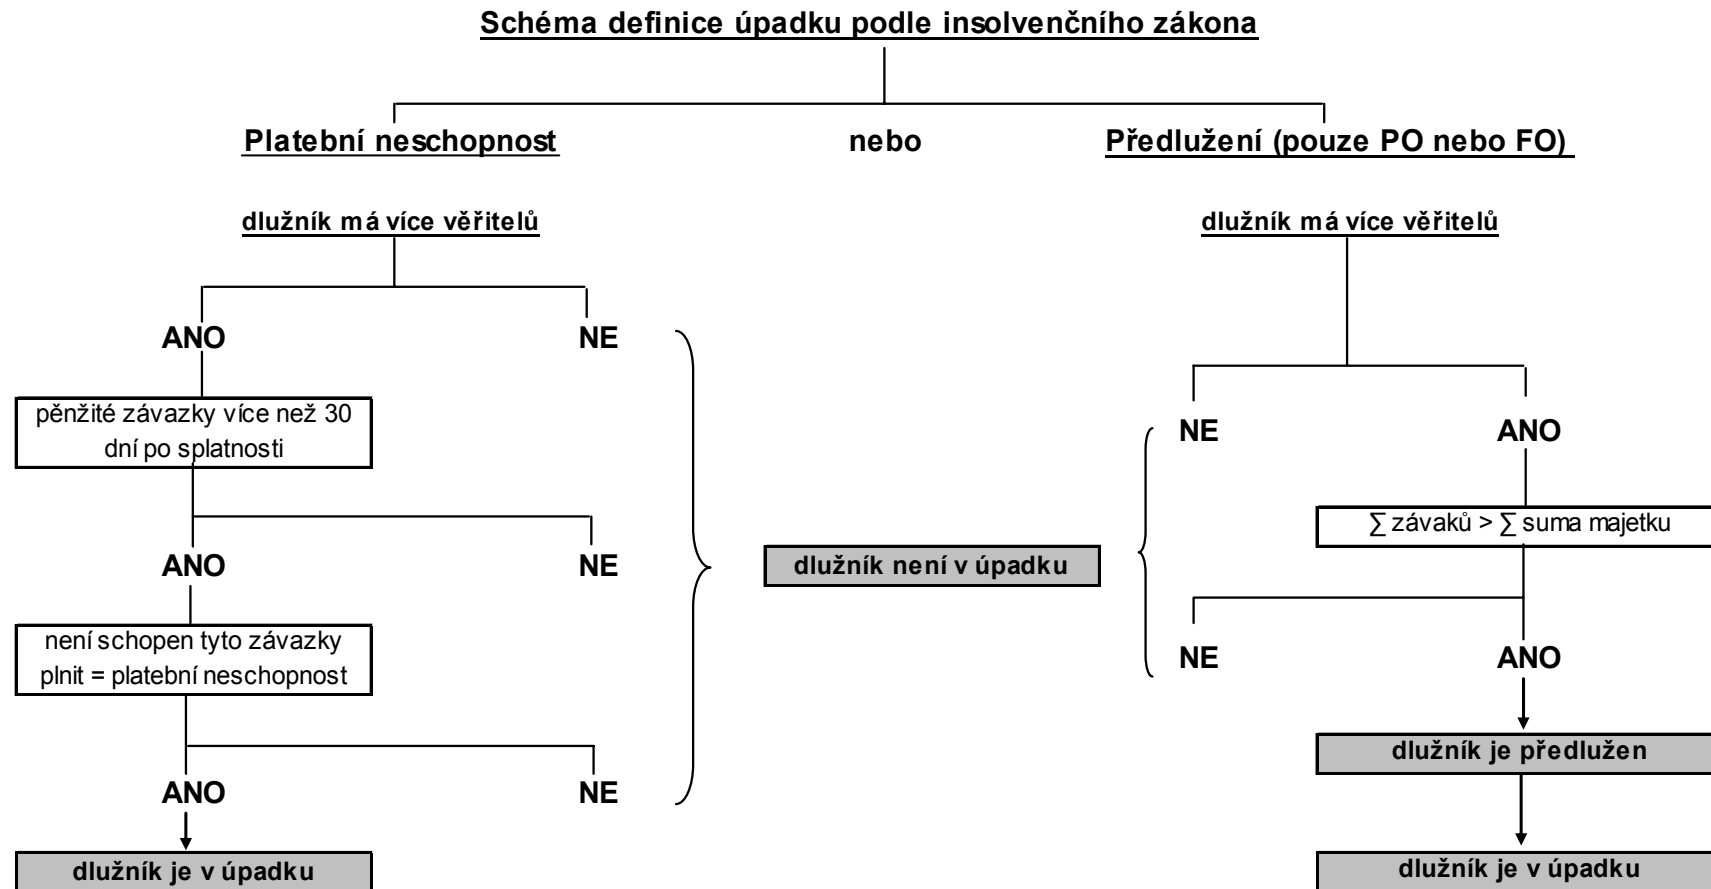 Schéma definice úpadku podle insolvenčního zákona
Platební neschopnost
nebo
Předlužení (pouze PO nebo FO)
dlužník má více věřitelů
dlužník má více věřitelů
ANO
NE
pěnžité závazky více než 30
dní po splatnosti
NE
ANO
∑ závaků > ∑ suma majetku
ANO
NE
dlužník není v úpadku
není schopen tyto závazky
plnit = platební neschopnost
NE
ANO
dlužník je předlužen
ANO
NE
dlužník je v úpadku
dlužník je v úpadku